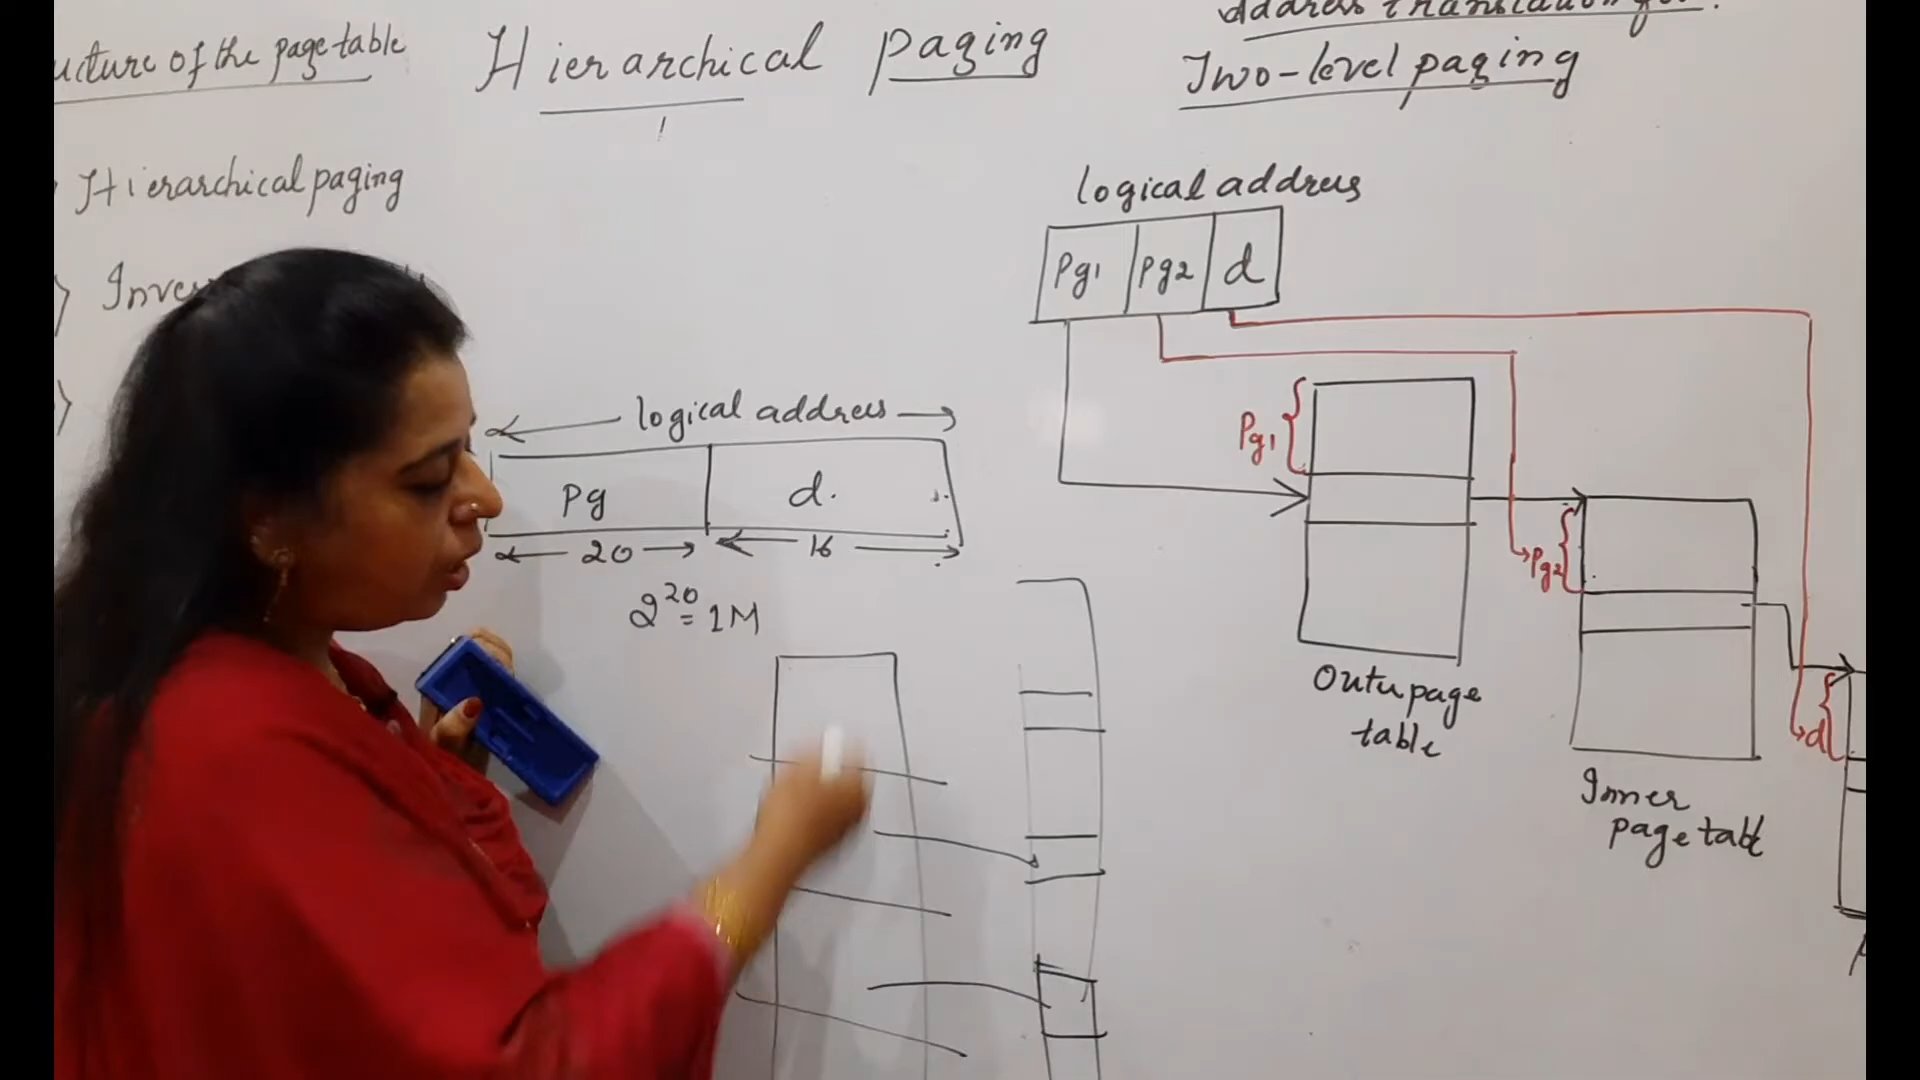 ucture of the page table
Hierarchical paging
Inve
Hierarchical paging
logical address
pg
d.
20
16
2^20 = 1M
Two-level paging
logical address
Pg1
pg2
d
Pg1
Outer page
table
Pg2
Inner
page table
d